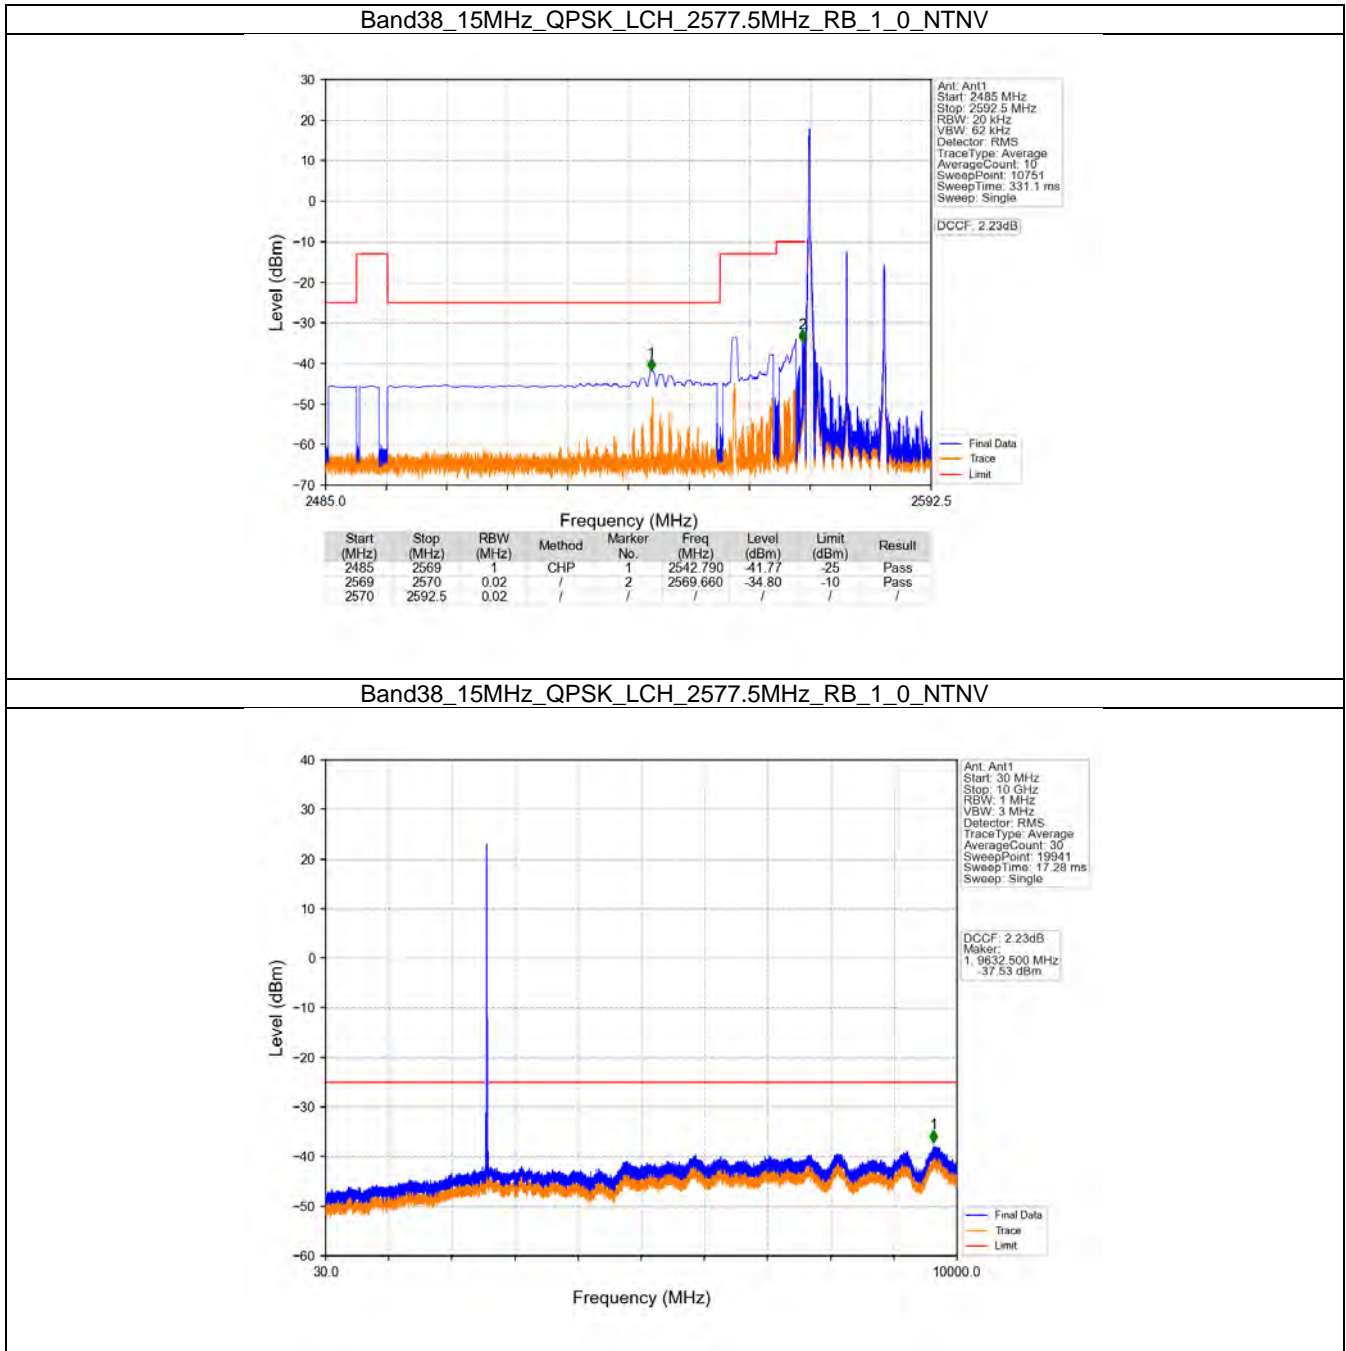 Band38_15MHz_QPSK_LCH_2577.5MHz_RB_1_0_NTNV
30
20
10
0
−10
−20
−30
−40
−50
−60
−70
Level (dBm)
1
2
2485.0
2592.5
Frequency (MHz)
Ant: Ant1
Start: 2485 MHz
Stop: 2592.5 MHz
RBW: 20 kHz
VBW: 62 kHz
Detector: RMS
TraceType: Average
AverageCount: 10
SweepPoint: 10751
SweepTime: 331.1 ms
Sweep: Single
DCCF: 2.23dB
Final Data
Trace
Limit
Start (MHz) Stop (MHz) RBW (MHz) Method Marker No. Freq (MHz) Level (dBm) Limit (dBm) Result
2485 2569 1 CHP 1 2542.790 -41.77 -25 Pass
2569 2570 0.02 / 2 2569.660 -34.80 -10 Pass
2570 2592.5 0.02 / / / / / /
Band38_15MHz_QPSK_LCH_2577.5MHz_RB_1_0_NTNV
40
30
20
10
0
−10
−20
−30
−40
−50
−60
Level (dBm)
1
30.0
10000.0
Frequency (MHz)
Ant: Ant1
Start: 30 MHz
Stop: 10 GHz
RBW: 1 MHz
VBW: 3 MHz
Detector: RMS
TraceType: Average
AverageCount: 30
SweepPoint: 19941
SweepTime: 17.28 ms
Sweep: Single
DCCF: 2.23dB
Maker:
1. 9632.500 MHz
-37.53 dBm
Final Data
Trace
Limit